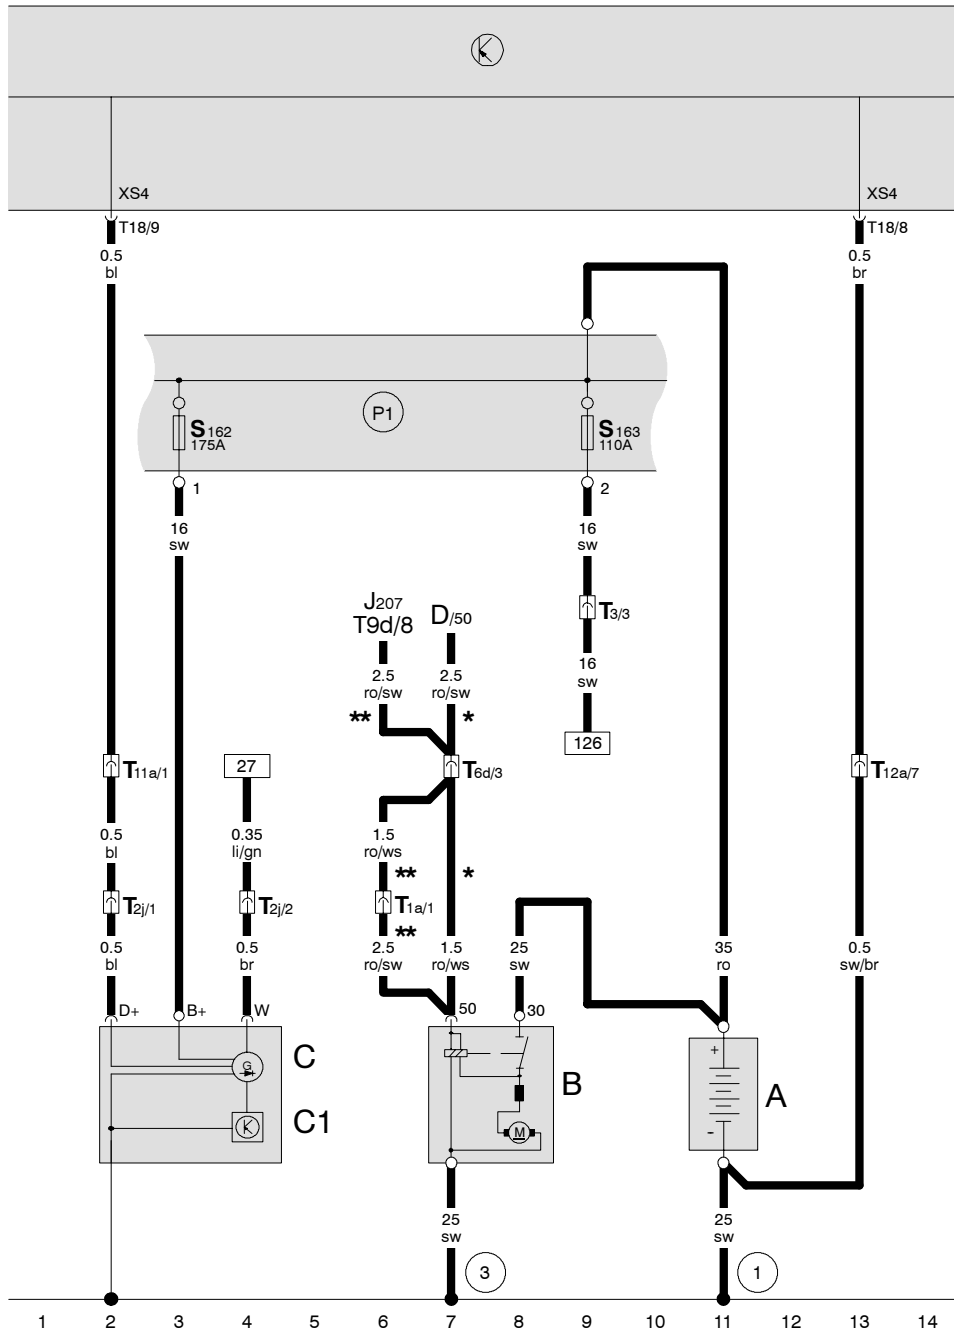 XS4
XS4
T18/9
T18/8
0.5
bl
0.5
br
P1
S162
175A
S163
110A
1
2
16
sw
16
sw
J207
T9d/8
D/50
T3/3
2.5
ro/sw
2.5
ro/sw
16
sw
**
*
126
T11a/1
27
T6d/3
T12a/7
0.5
bl
0.35
li/gn
1.5
ro/ws
**
*
T2j/1
T2j/2
T1a/1
**
0.5
bl
0.5
br
2.5
ro/sw
1.5
ro/ws
25
sw
35
ro
0.5
sw/br
D+
B+
W
50
30
G
C
C1
M
B
+
-
A
25
sw
25
sw
3
1
1 2 3 4 5 6 7 8 9 10 11 12 13 14